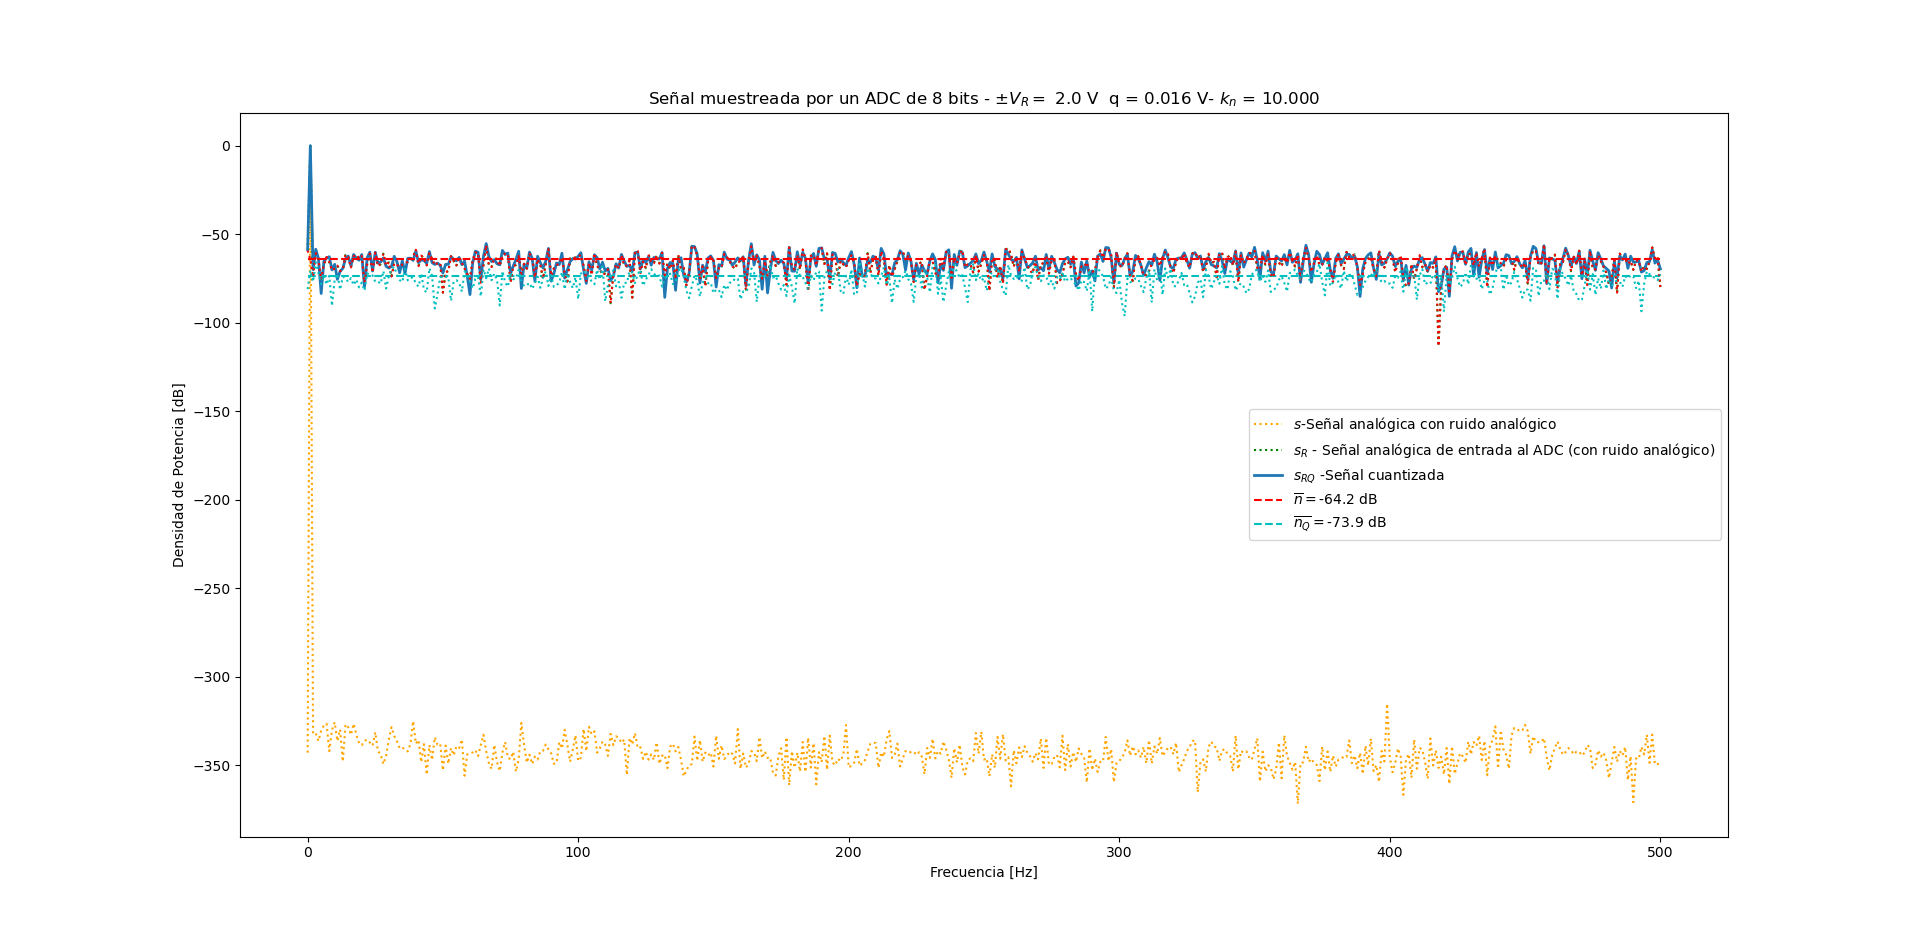 Señal muestreada por un ADC de 8 bits - ±V_R = 2.0 V q = 0.016 V- k_n = 10.000
Densidad de Potencia [dB]
0
−50
−100
−150
−200
−250
−300
−350
s-Señal analógica con ruido analógico
s_R - Señal analógica de entrada al ADC (con ruido analógico)
s_RQ -Señal cuantizada
n̅ = -64.2 dB
n̅_Q̅ = -73.9 dB
0 100 200 300 400 500
Frecuencia [Hz]